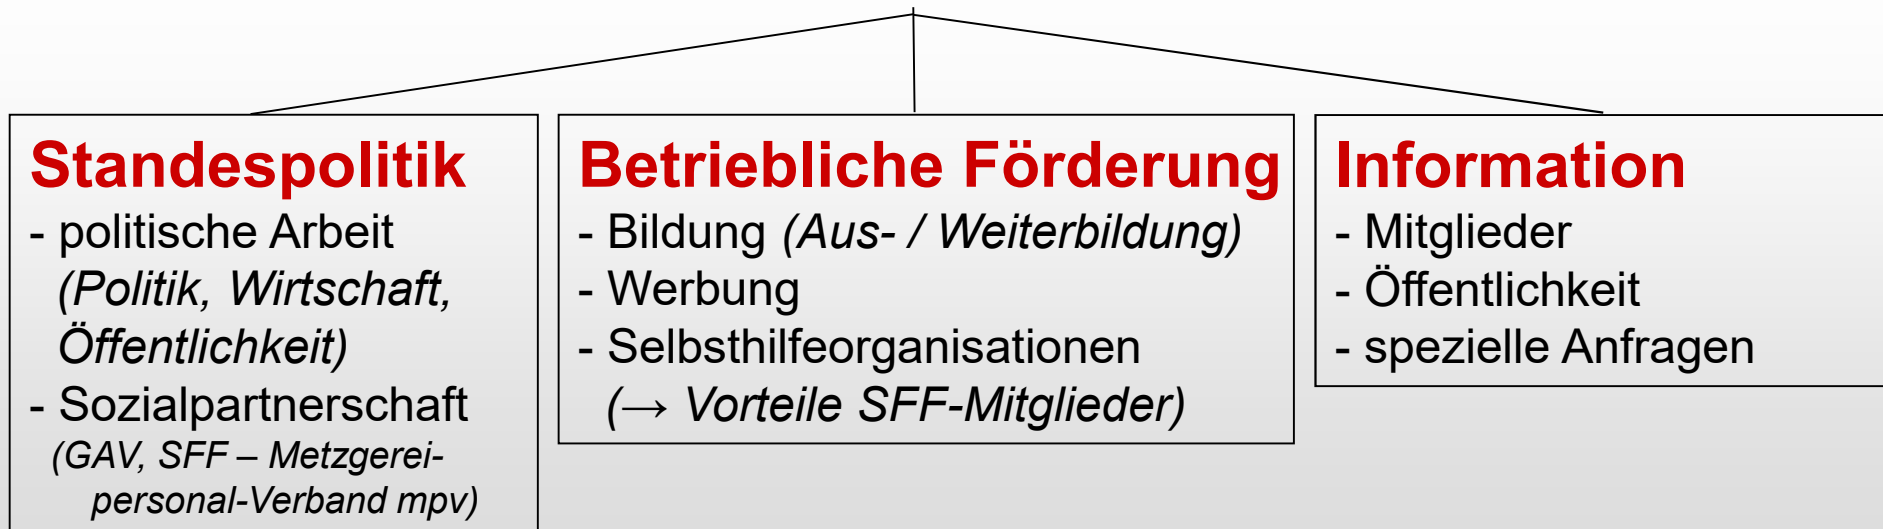 Standespolitik
- politische Arbeit
(Politik, Wirtschaft,
Öffentlichkeit)
- Sozialpartnerschaft
(GAV, SFF – Metzgerei-
personal-Verband mpv)
Betriebliche Förderung
- Bildung (Aus- / Weiterbildung)
- Werbung
- Selbsthilfeorganisationen
(→ Vorteile SFF-Mitglieder)
Information
- Mitglieder
- Öffentlichkeit
- spezielle Anfragen